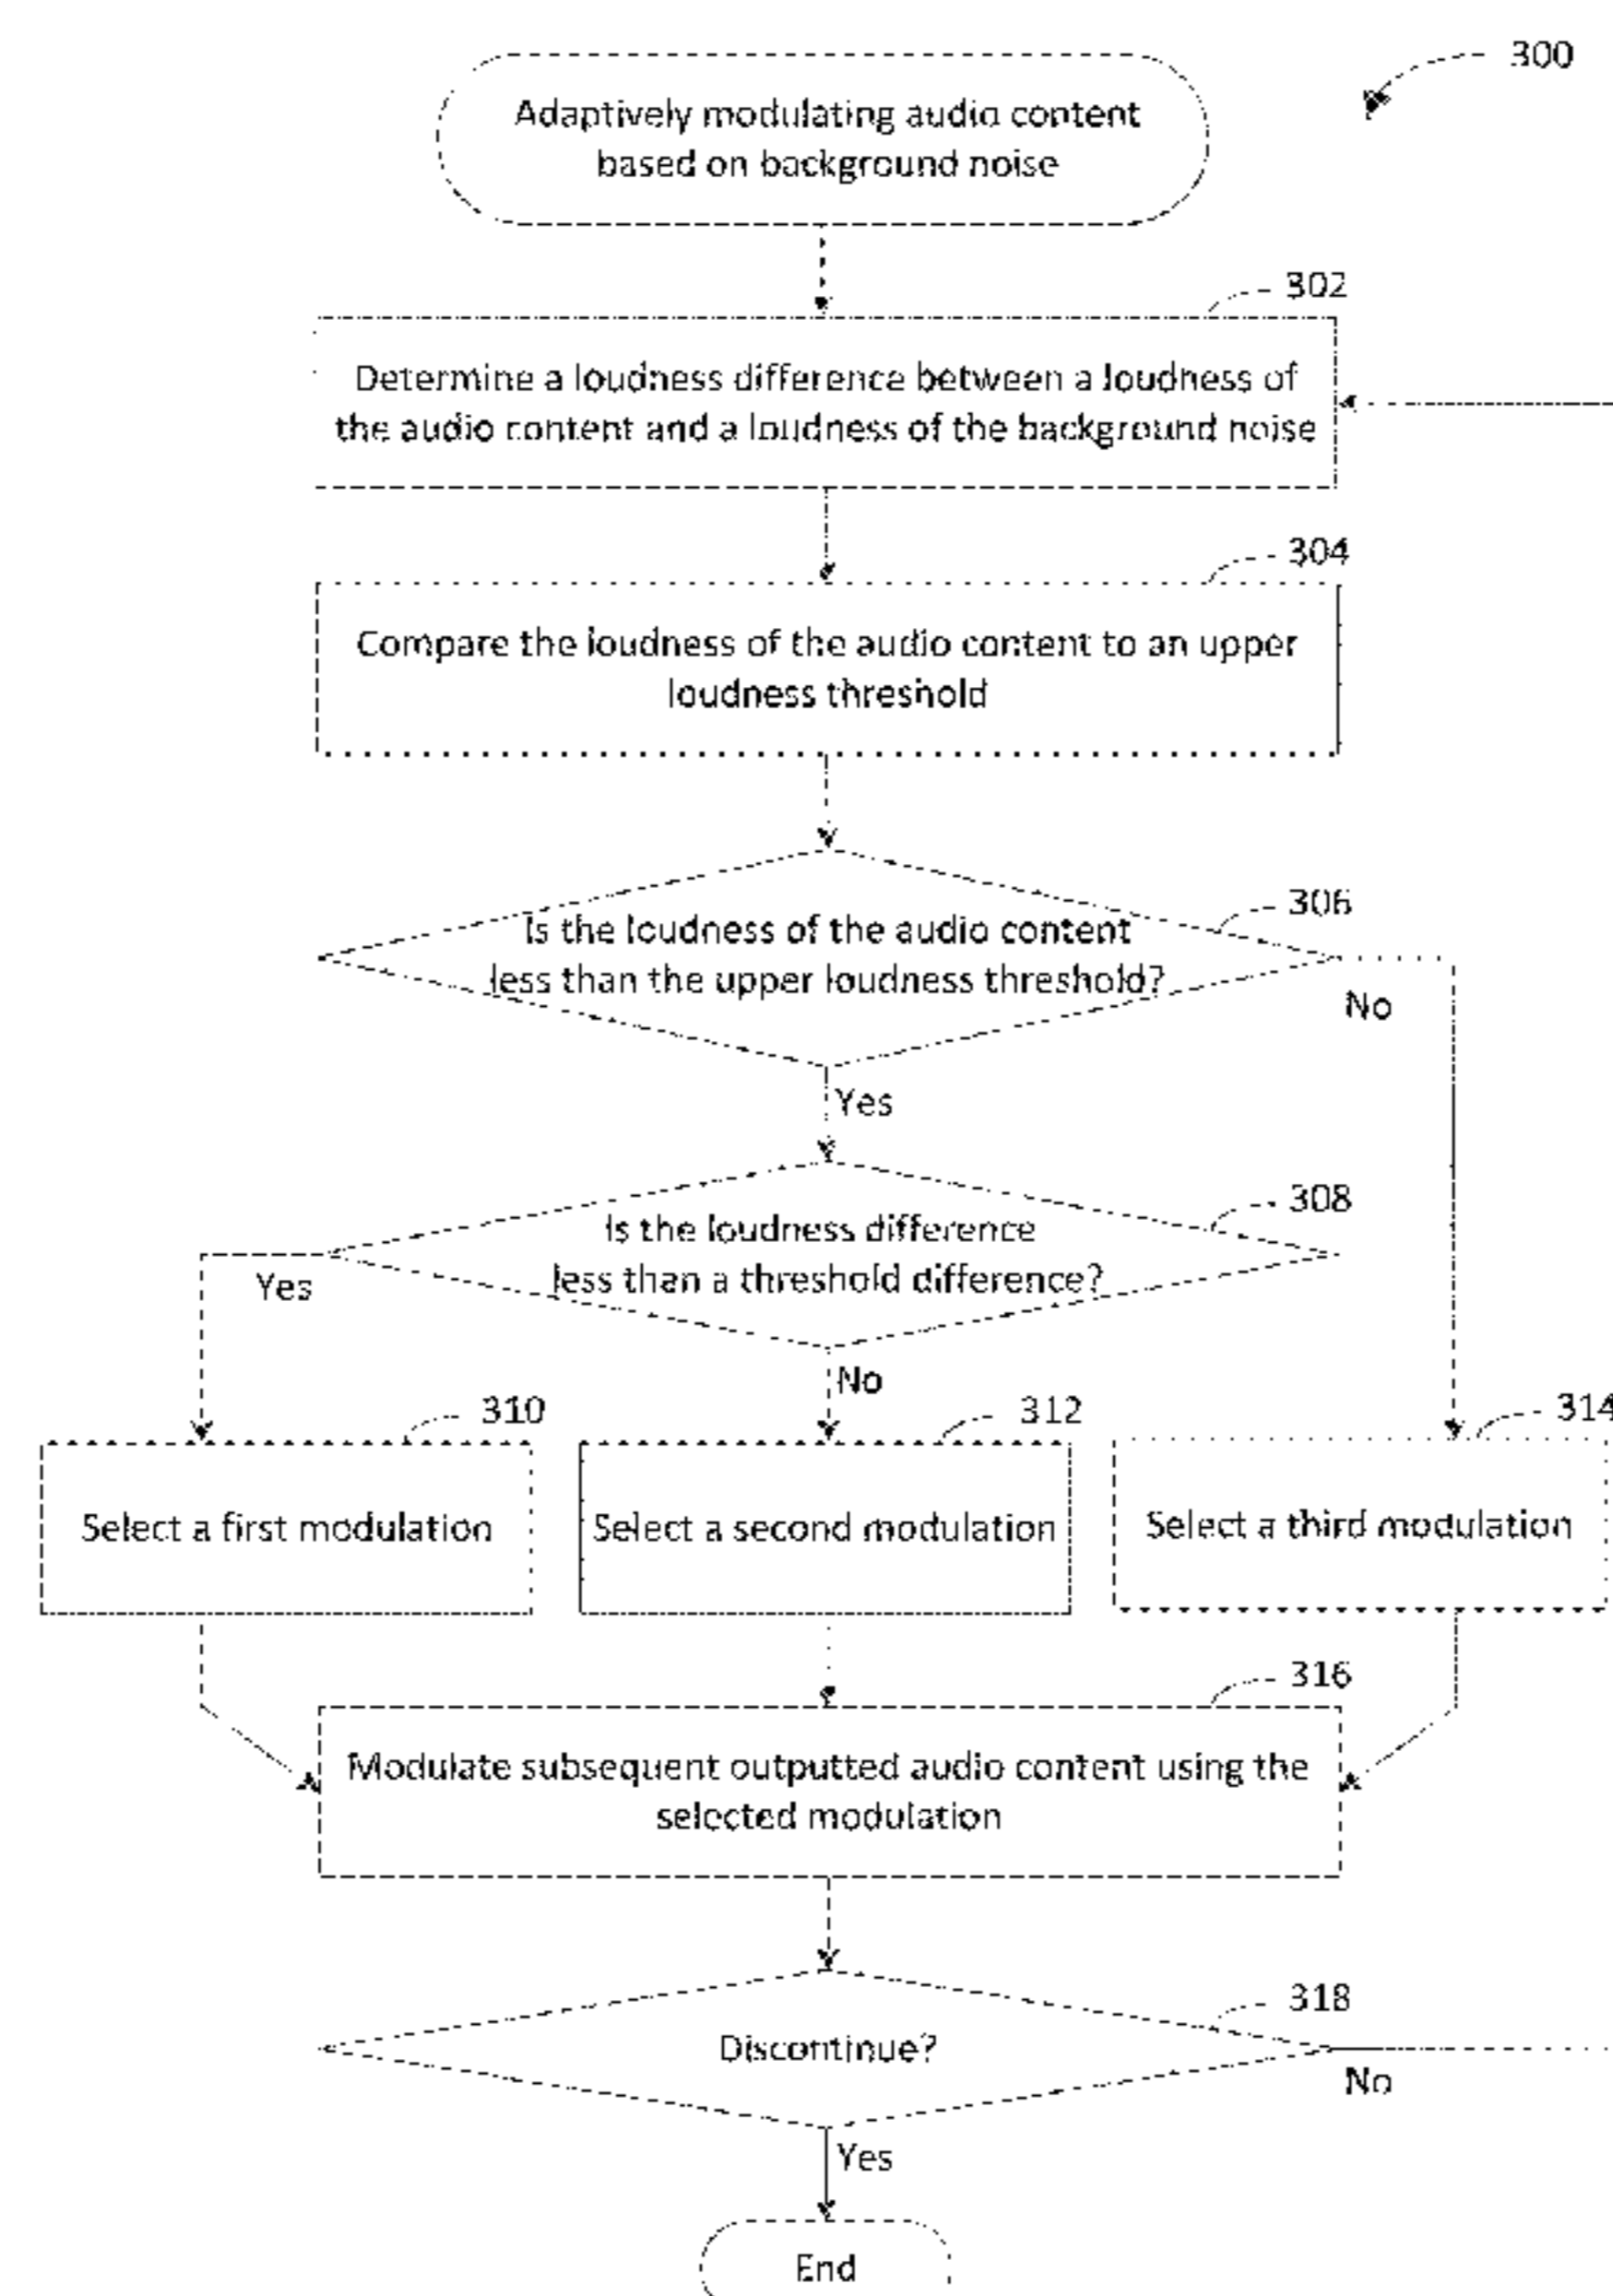 300
Adaptively modulating audio content
based on background noise
302
Determine a loudness difference between a loudness of
the audio content and a loudness of the background noise
304
Compare the loudness of the audio content to an upper
loudness threshold
306
Is the loudness of the audio content
less than the upper loudness threshold?
No
Yes
308
Is the loudness difference
less than a threshold difference?
Yes
No
310
312
314
Select a first modulation
Select a second modulation
Select a third modulation
316
Modulate subsequent outputted audio content using the
selected modulation
318
Discontinue?
No
Yes
End